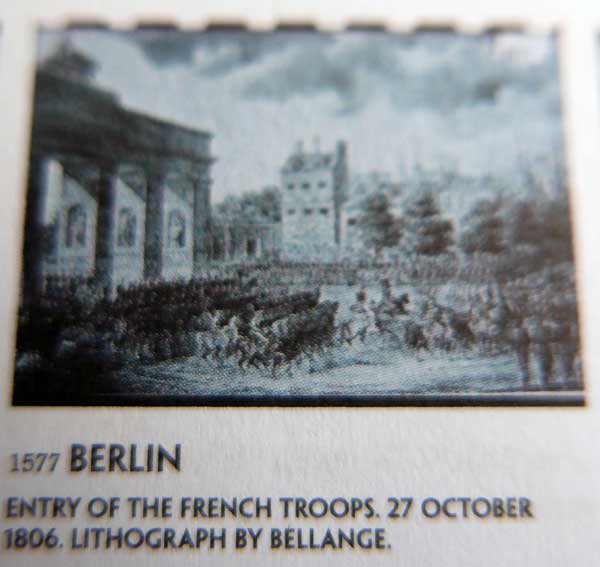 1577 BERLIN
ENTRY OF THE FRENCH TROOPS. 27 OCTOBER
1806. LITHOGRAPH BY BELLANGE.